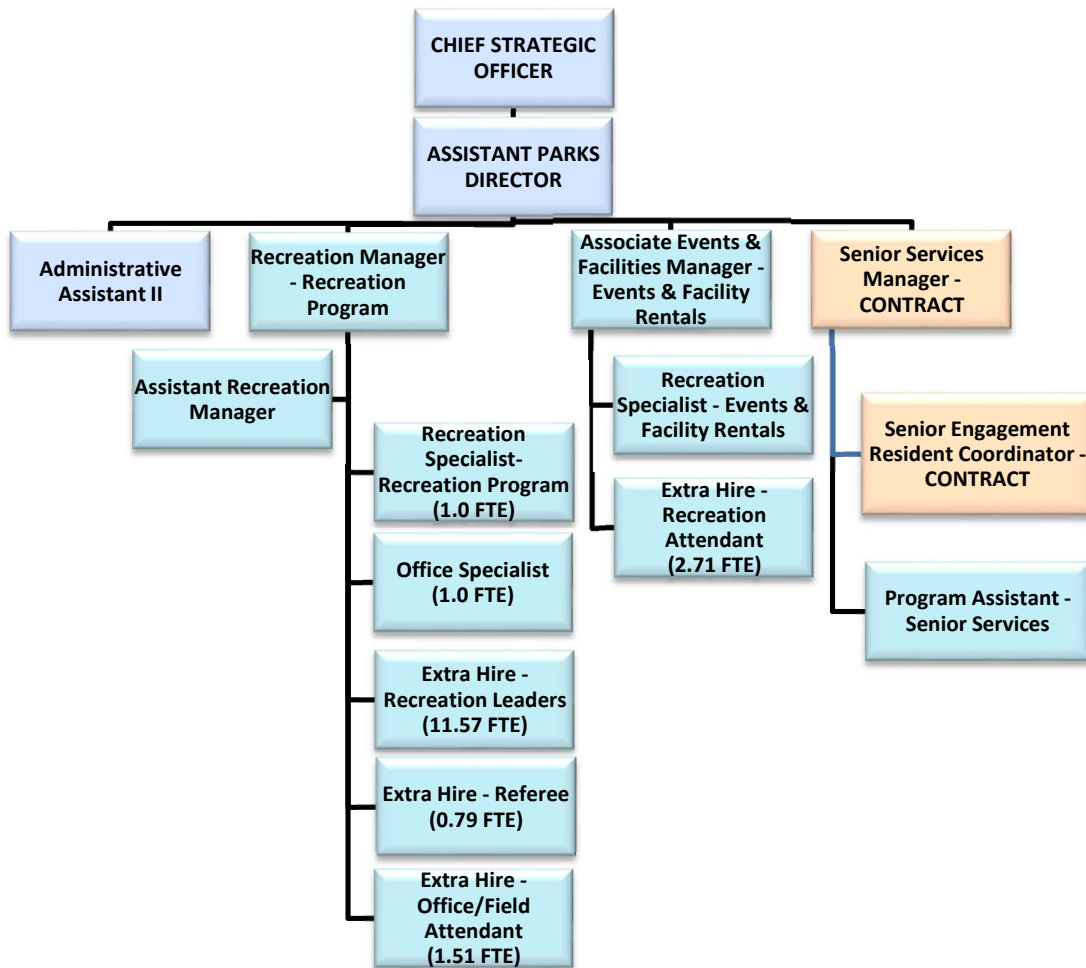 CHIEF STRATEGIC
OFFICER
ASSISTANT PARKS
DIRECTOR
Administrative
Assistant II
Recreation Manager
- Recreation
Program
Associate Events &
Facilities Manager -
Events & Facility
Rentals
Senior Services
Manager -
CONTRACT
Assistant Recreation
Manager
Recreation
Specialist-
Recreation Program
(1.0 FTE)
Office Specialist
(1.0 FTE)
Extra Hire -
Recreation Leaders
(11.57 FTE)
Extra Hire - Referee
(0.79 FTE)
Extra Hire -
Office/Field
Attendant
(1.51 FTE)
Recreation
Specialist - Events &
Facility Rentals
Extra Hire -
Recreation
Attendant
(2.71 FTE)
Senior Engagement
Resident Coordinator -
CONTRACT
Program Assistant -
Senior Services